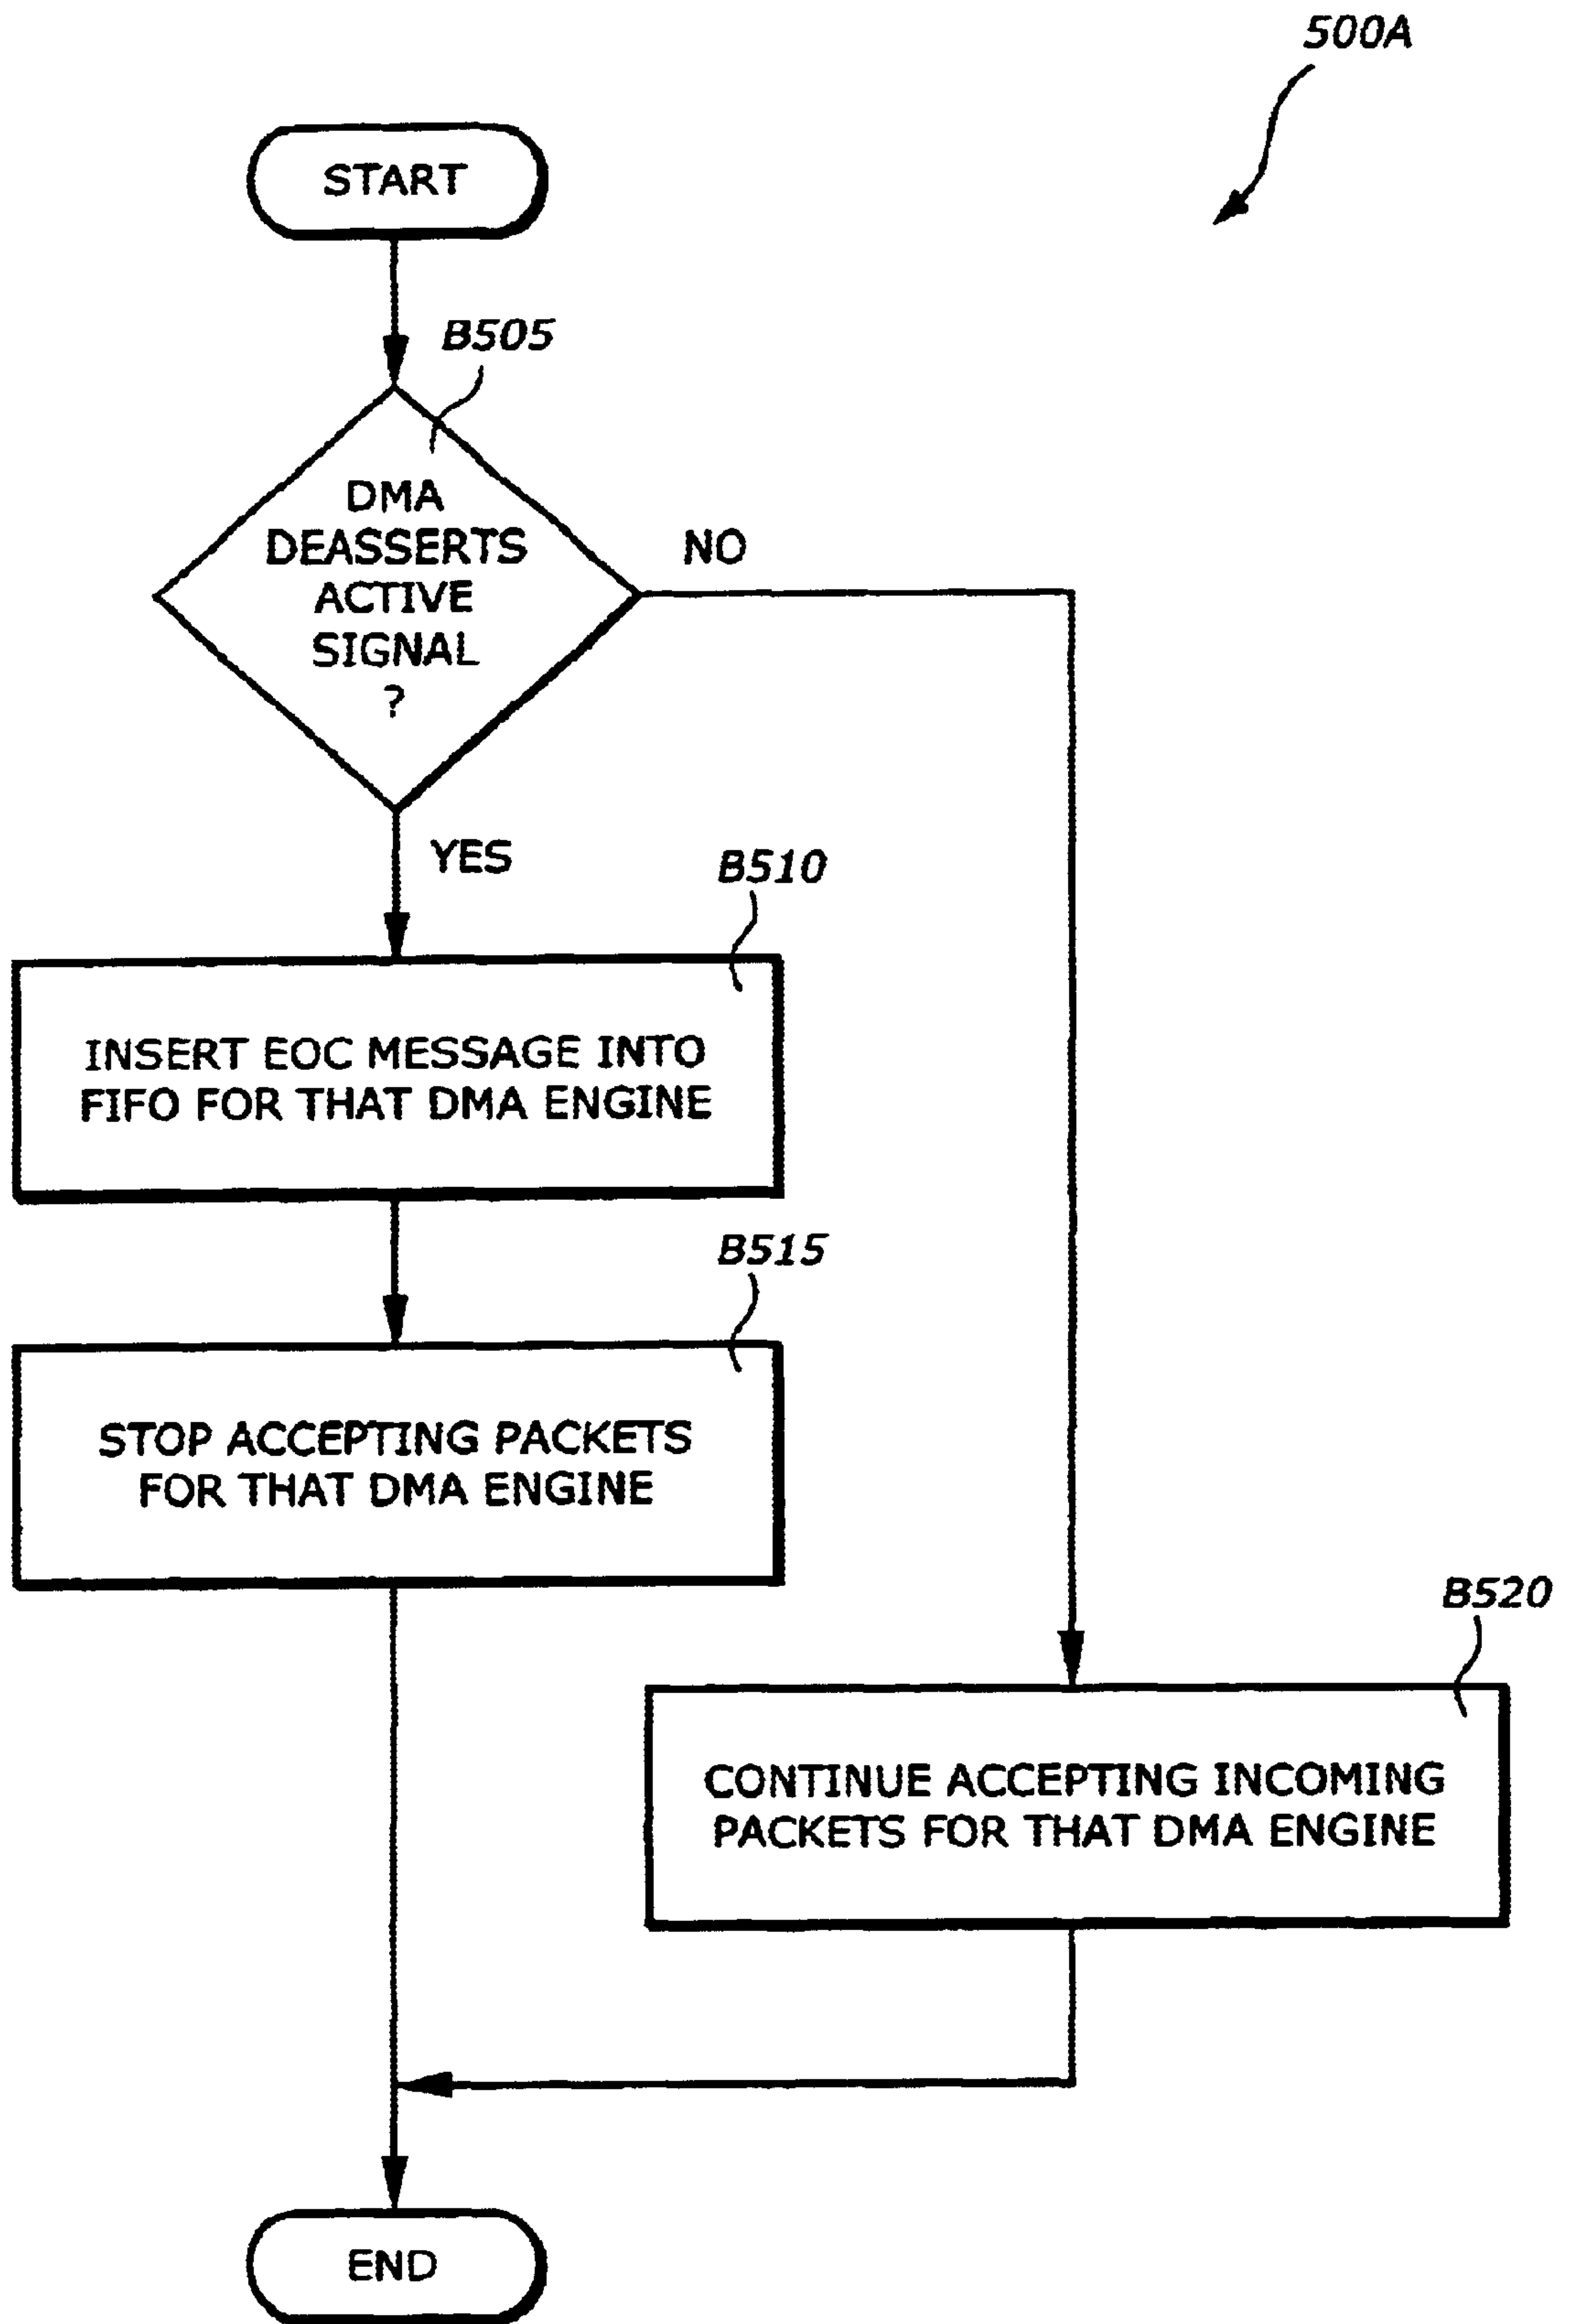 500A
START
B505
DMA
DEASSERTS
ACTIVE
SIGNAL
?
NO
YES
B510
INSERT EOC MESSAGE INTO
FIFO FOR THAT DMA ENGINE
B515
STOP ACCEPTING PACKETS
FOR THAT DMA ENGINE
B520
CONTINUE ACCEPTING INCOMING
PACKETS FOR THAT DMA ENGINE
END